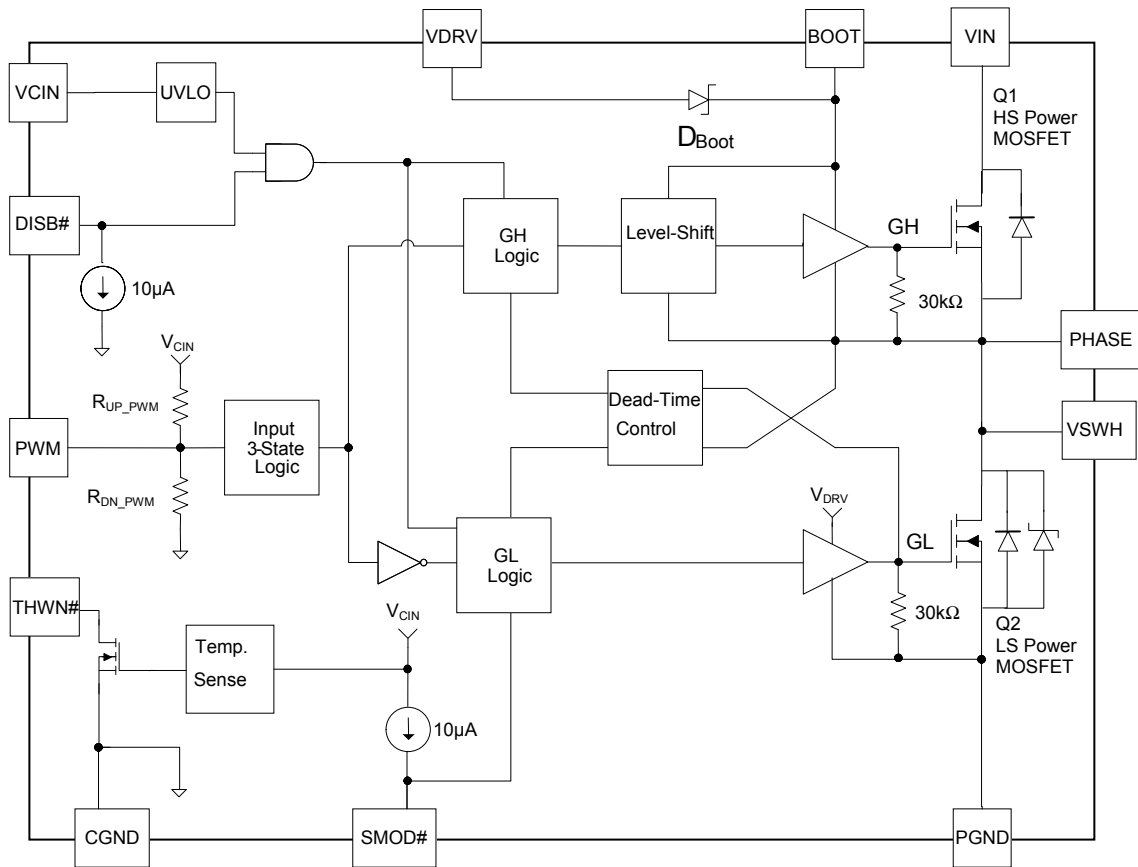 VDRV
BOOT
VIN
VCIN
UVLO
Q1
HS Power
MOSFET
DBoot
DISB#
GH
Logic
Level-Shift
GH
10µA
30kΩ
VCIN
PHASE
RUP_PWM
Dead-Time
Control
PWM
Input
3-State
Logic
VSWH
RDN_PWM
VDRV
GL
Logic
GL
THWN#
VCIN
30kΩ
Temp.
Sense
Q2
LS Power
MOSFET
10µA
CGND
SMOD#
PGND